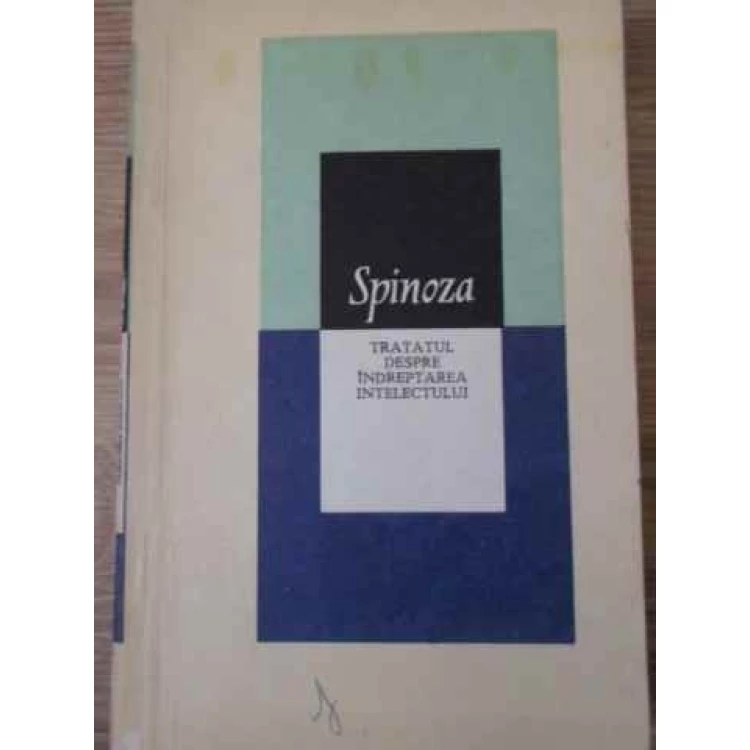 Spinoza
TRATATUL
DESPRE
ÎNDREPTAREA
INTELECTULUI